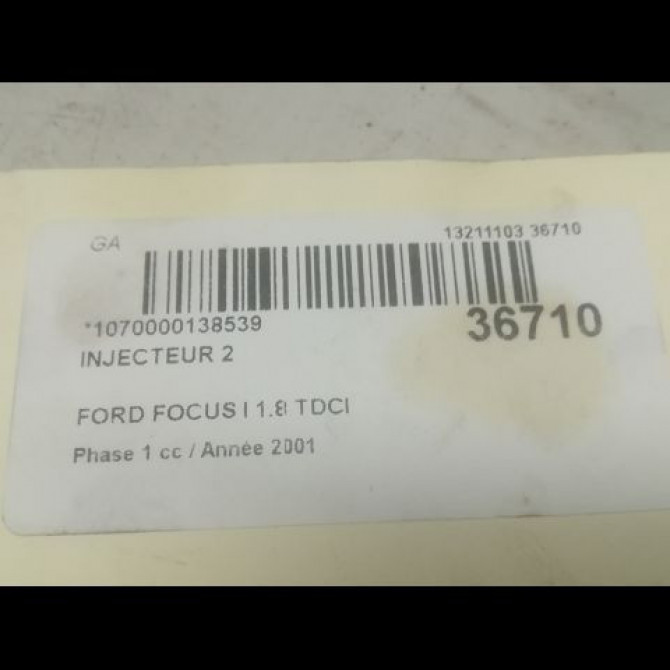 GA 13211103 36710
*1070000138539 36710
INJECTEUR 2
FORD FOCUS I 1.8 TDCI
Phase 1 cc / Année 2001